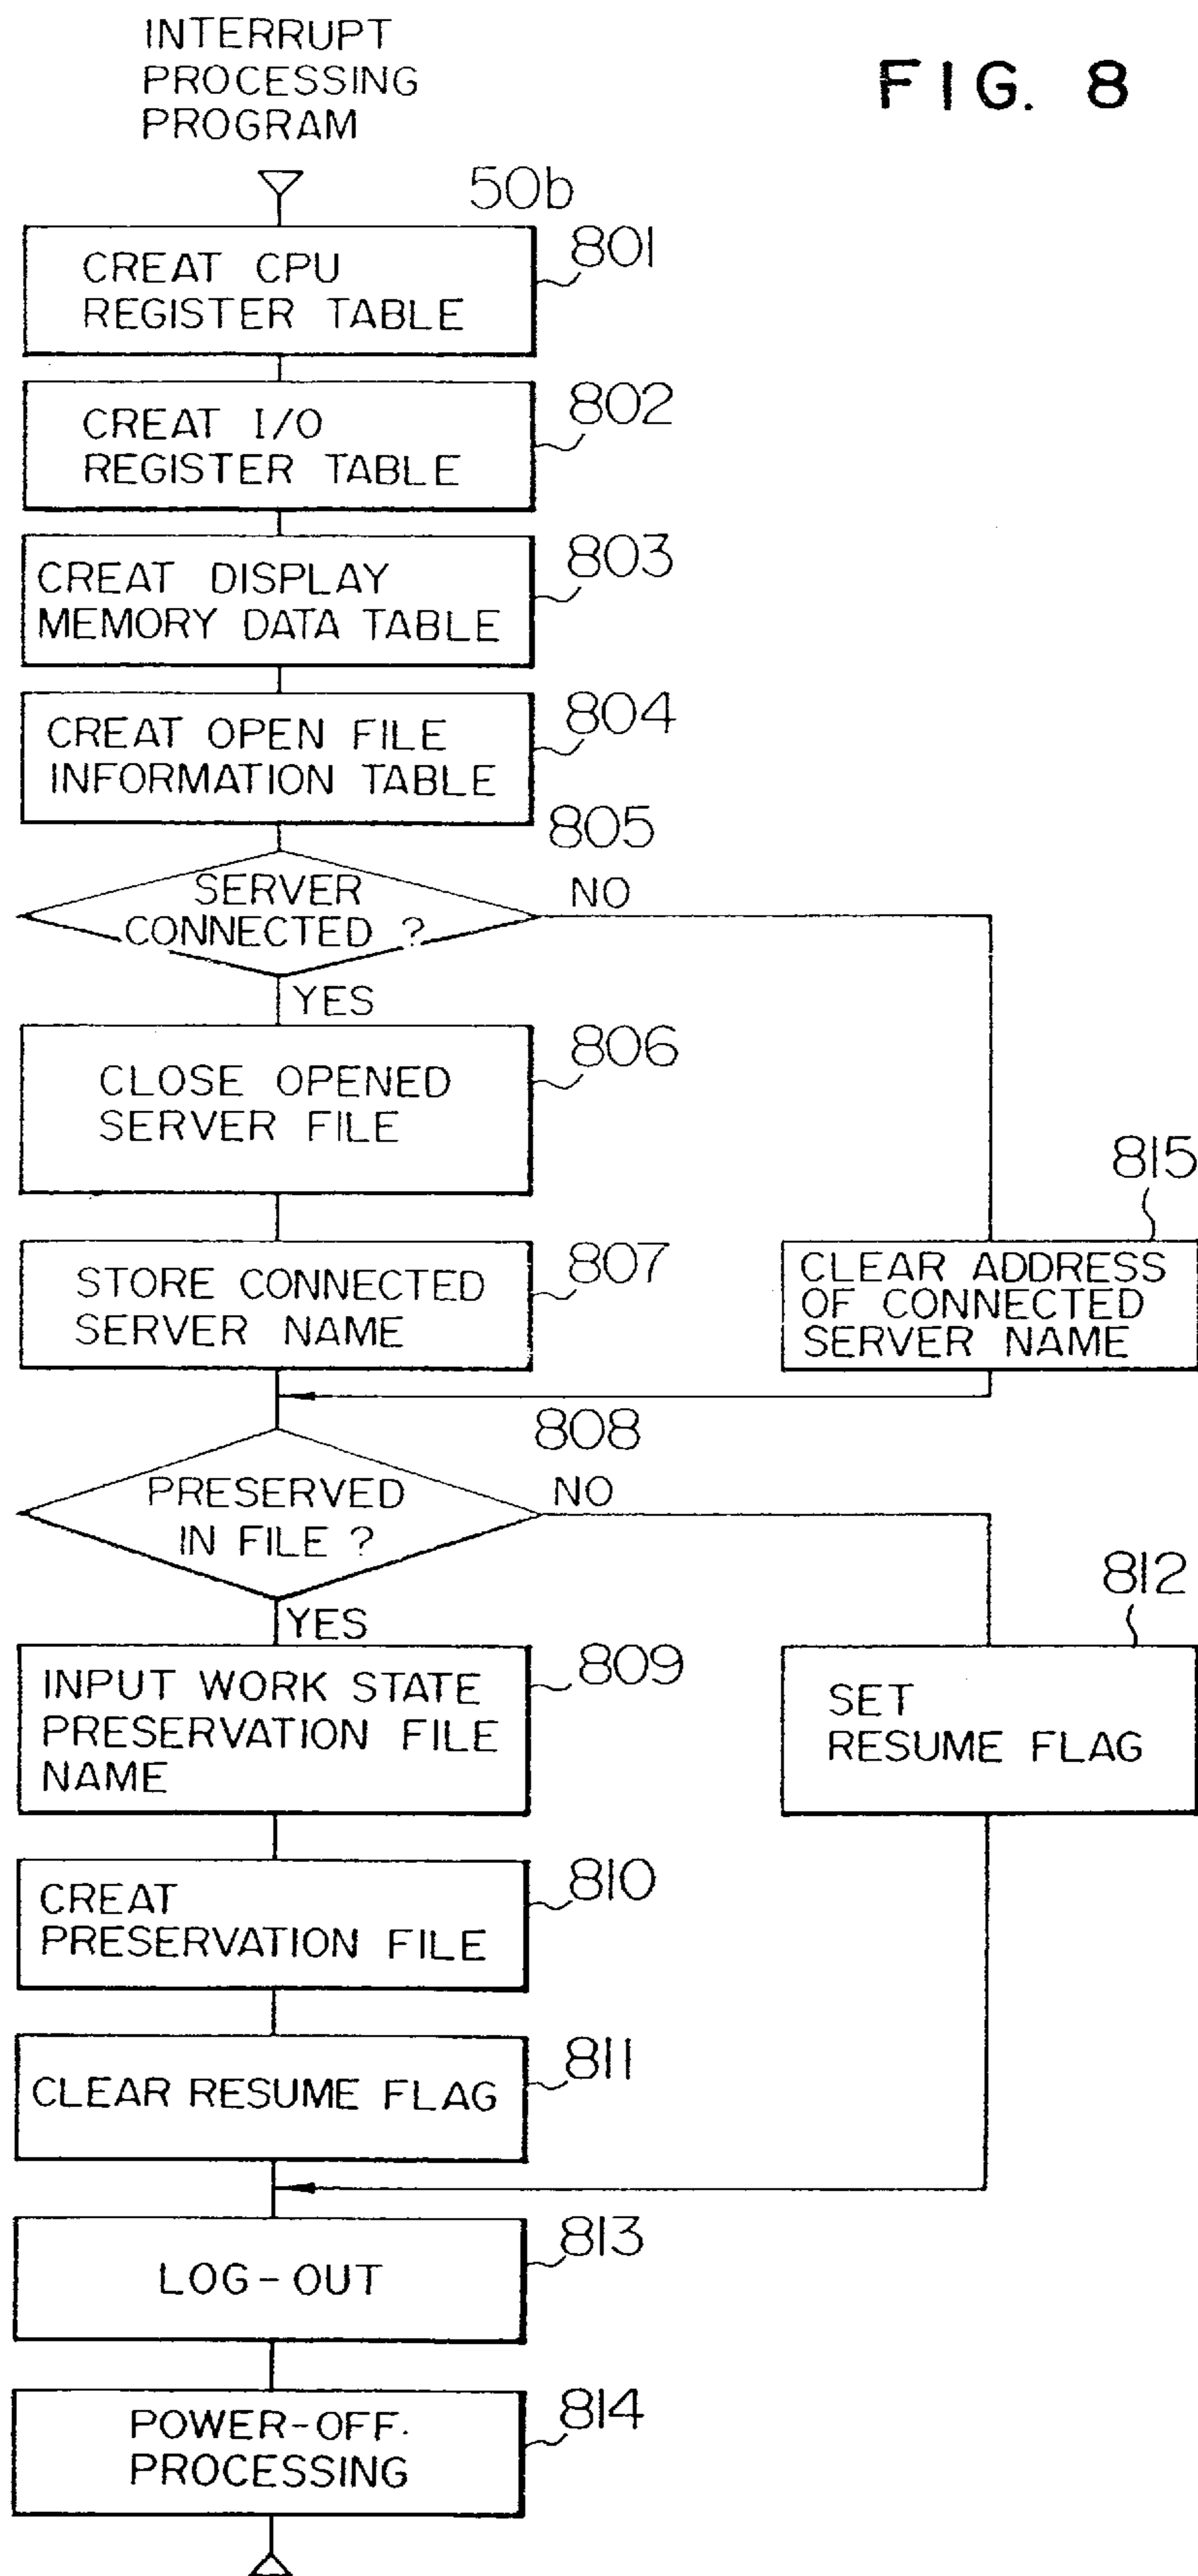 INTERRUPT
PROCESSING
PROGRAM
FIG. 8
50b
CREAT CPU
REGISTER TABLE
801
CREAT I/O
REGISTER TABLE
802
CREAT DISPLAY
MEMORY DATA TABLE
803
CREAT OPEN FILE
INFORMATION TABLE
804
805
SERVER
CONNECTED ?
NO
YES
CLOSE OPENED
SERVER FILE
806
STORE CONNECTED
SERVER NAME
807
815
CLEAR ADDRESS
OF CONNECTED
SERVER NAME
808
PRESERVED
IN FILE ?
NO
YES
INPUT WORK STATE
PRESERVATION FILE
NAME
809
812
SET
RESUME FLAG
CREAT
PRESERVATION FILE
810
CLEAR RESUME FLAG
811
LOG-OUT
813
POWER-OFF
PROCESSING
814